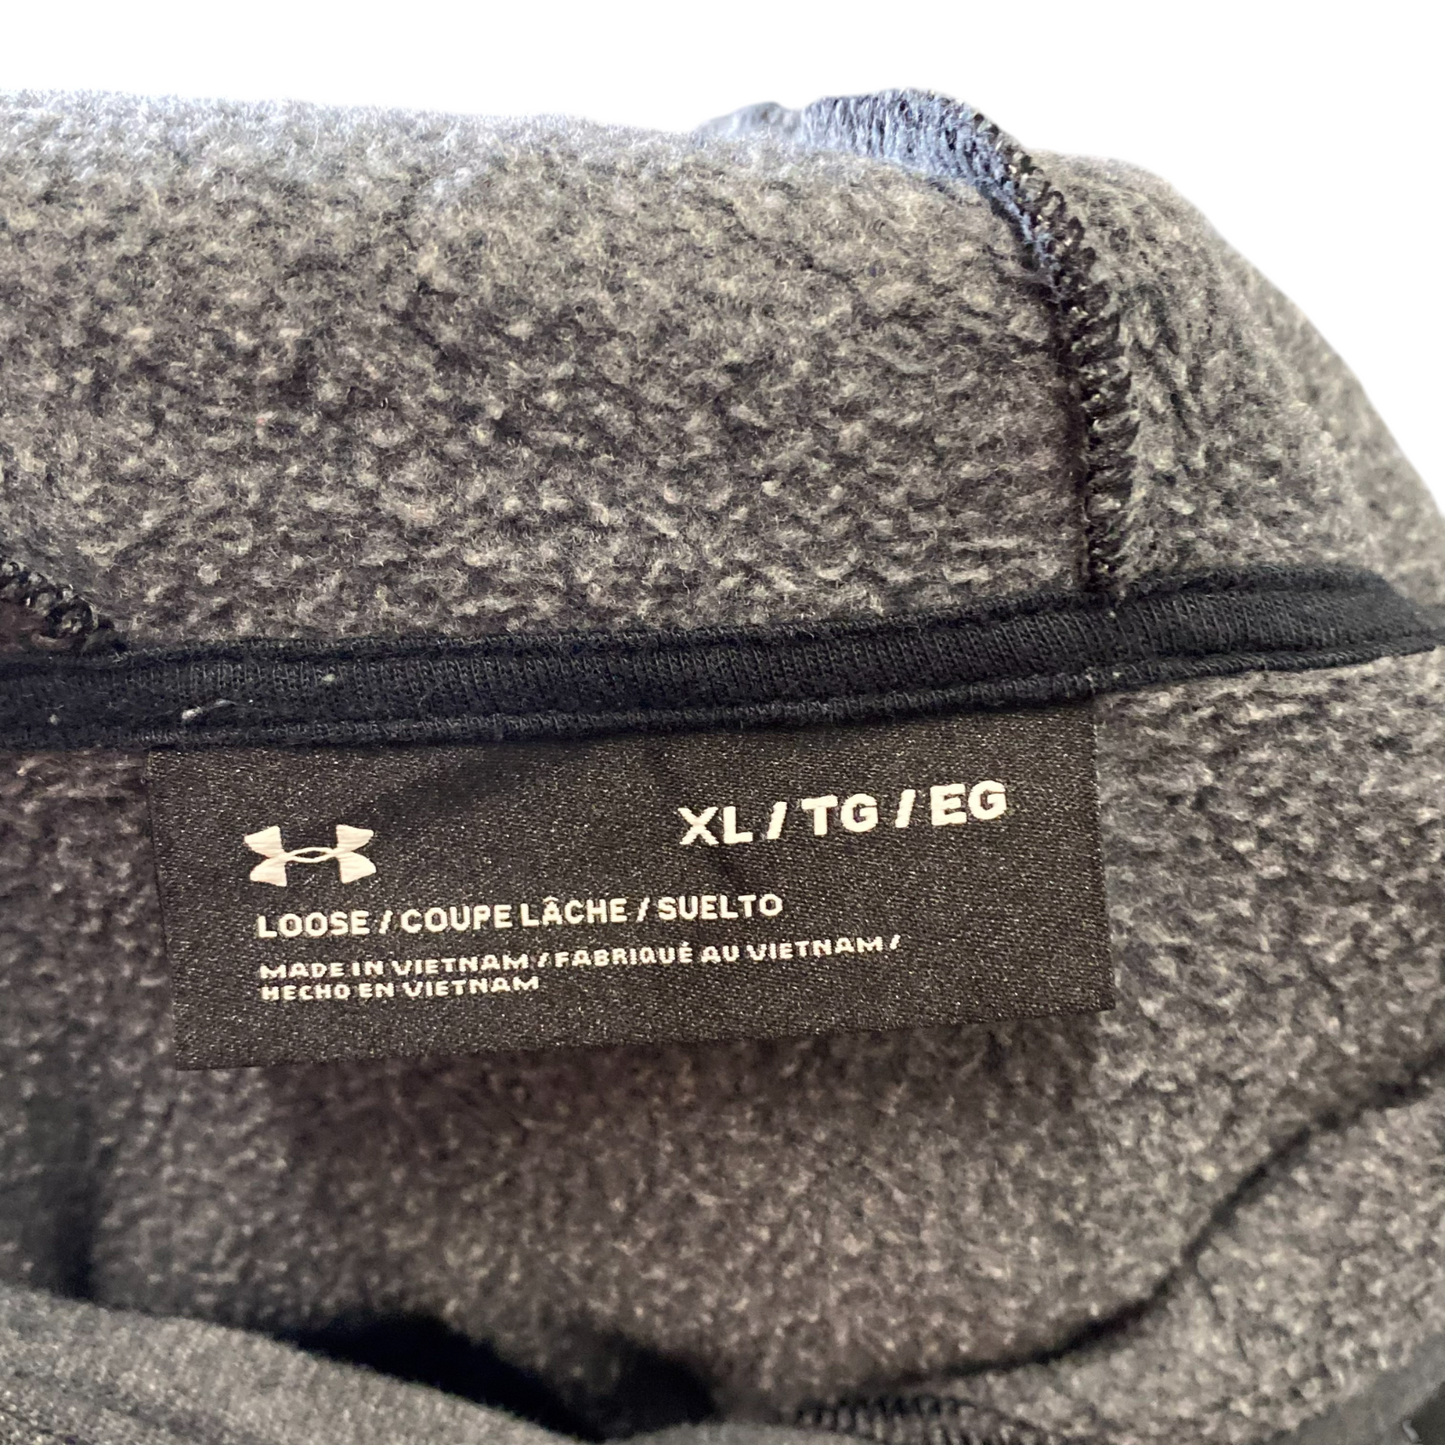 XL / TG / EG
LOOSE / COUPE LÂCHE / SUELTO
MADE IN VIETNAM / FABRIQUÉ AU VIETNAM /
HECHO EN VIETNAM